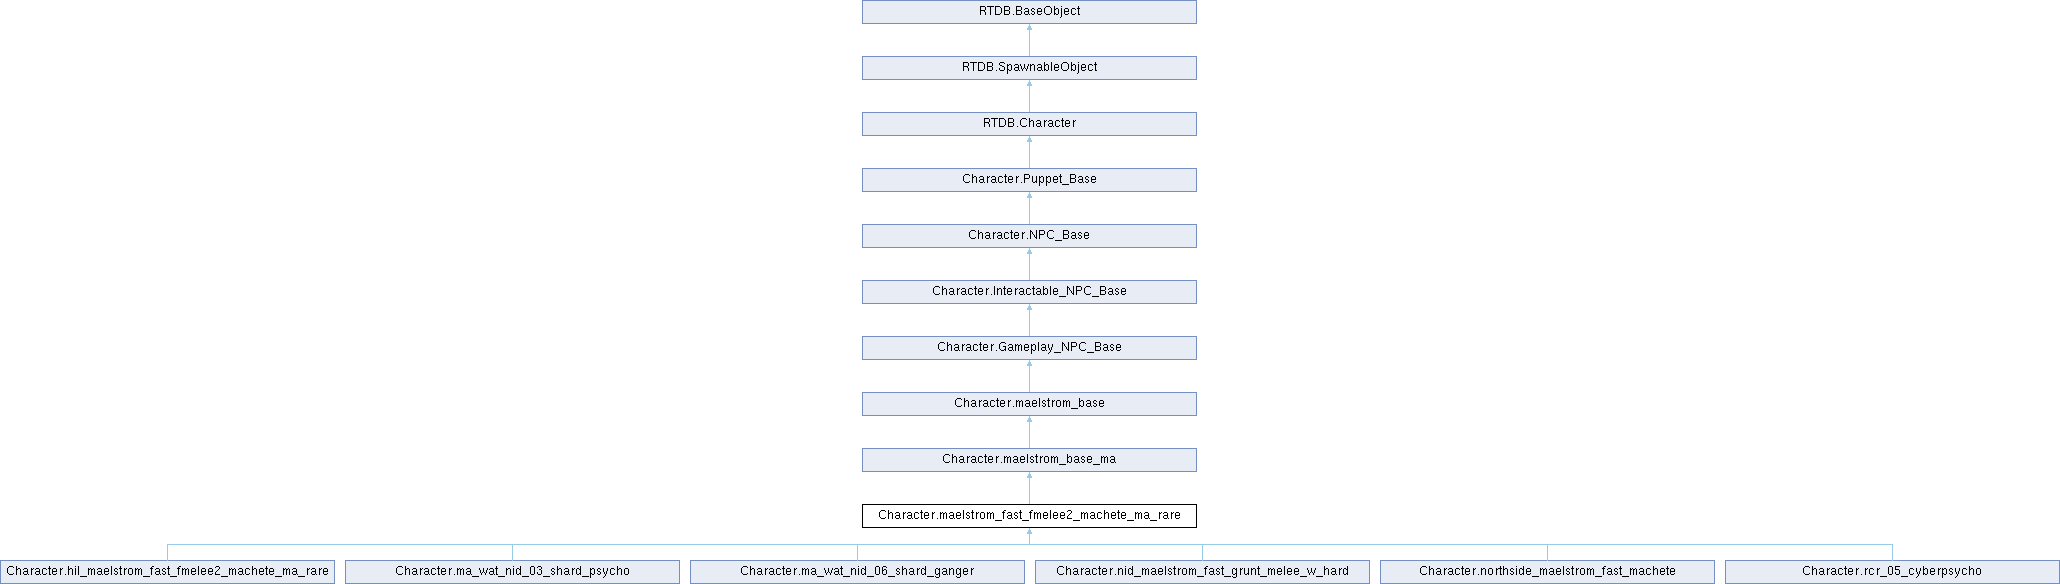 RTDB.BaseObject
RTDB.SpawnableObject
RTDB.Character
Character.Puppet_Base
Character.NPC_Base
Character.Interactable_NPC_Base
Character.Gameplay_NPC_Base
Character.maelstrom_base
Character.maelstrom_base_ma
Character.maelstrom_fast_fmelee2_machete_ma_rare
Character.hil_maelstrom_fast_fmelee2_machete_ma_rare
Character.ma_wat_nid_03_shard_psycho
Character.ma_wat_nid_06_shard_ganger
Character.nid_maelstrom_fast_grunt_melee_w_hard
Character.northside_maelstrom_fast_machete
Character.rcr_05_cyberpsycho